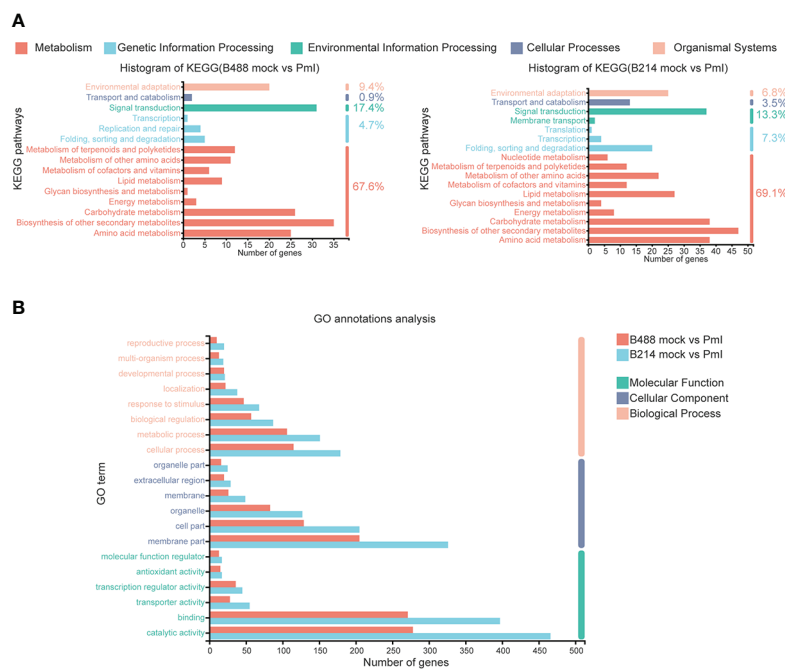 A
Metabolism Genetic Information Processing Environmental Information Processing Cellular Processes Organismal Systems
Histogram of KEGG(B488 mock vs PmI)
KEGG pathways
Environmental adaptation 9.4%
Transport and catabolism 0.9%
Signal transduction 17.4%
Transcription
Replication and repair 4.7%
Folding, sorting and degradation
Metabolism of terpenoids and polyketides
Metabolism of other amino acids
Metabolism of cofactors and vitamins
Lipid metabolism 67.6%
Glycan biosynthesis and metabolism
Energy metabolism
Carbohydrate metabolism
Biosynthesis of other secondary metabolites
Amino acid metabolism
0 5 10 15 20 25 30 35
Number of genes
Histogram of KEGG(B214 mock vs PmI)
KEGG pathways
Environmental adaptation 6.8%
Transport and catabolism 3.5%
Signal transduction 13.3%
Membrane transport
Translation
Transcription 7.3%
Folding, sorting and degradation
Nucleotide metabolism
Metabolism of terpenoids and polyketides
Metabolism of other amino acids
Metabolism of cofactors and vitamins
Lipid metabolism 69.1%
Glycan biosynthesis and metabolism
Energy metabolism
Carbohydrate metabolism
Biosynthesis of other secondary metabolites
Amino acid metabolism
0 5 10 15 20 25 30 35 40 45 50
Number of genes
B
GO annotations analysis
GO term
reproductive process
multi-organism process
developmental process
localization
response to stimulus
biological regulation
metabolic process
cellular process
organelle part
extracellular region
membrane
organelle
cell part
membrane part
molecular function regulator
antioxidant activity
transcription regulator activity
transporter activity
binding
catalytic activity
0 50 100 150 200 250 300 350 400 450 500
Number of genes
B488 mock vs PmI
B214 mock vs PmI
Molecular Function
Cellular Component
Biological Process